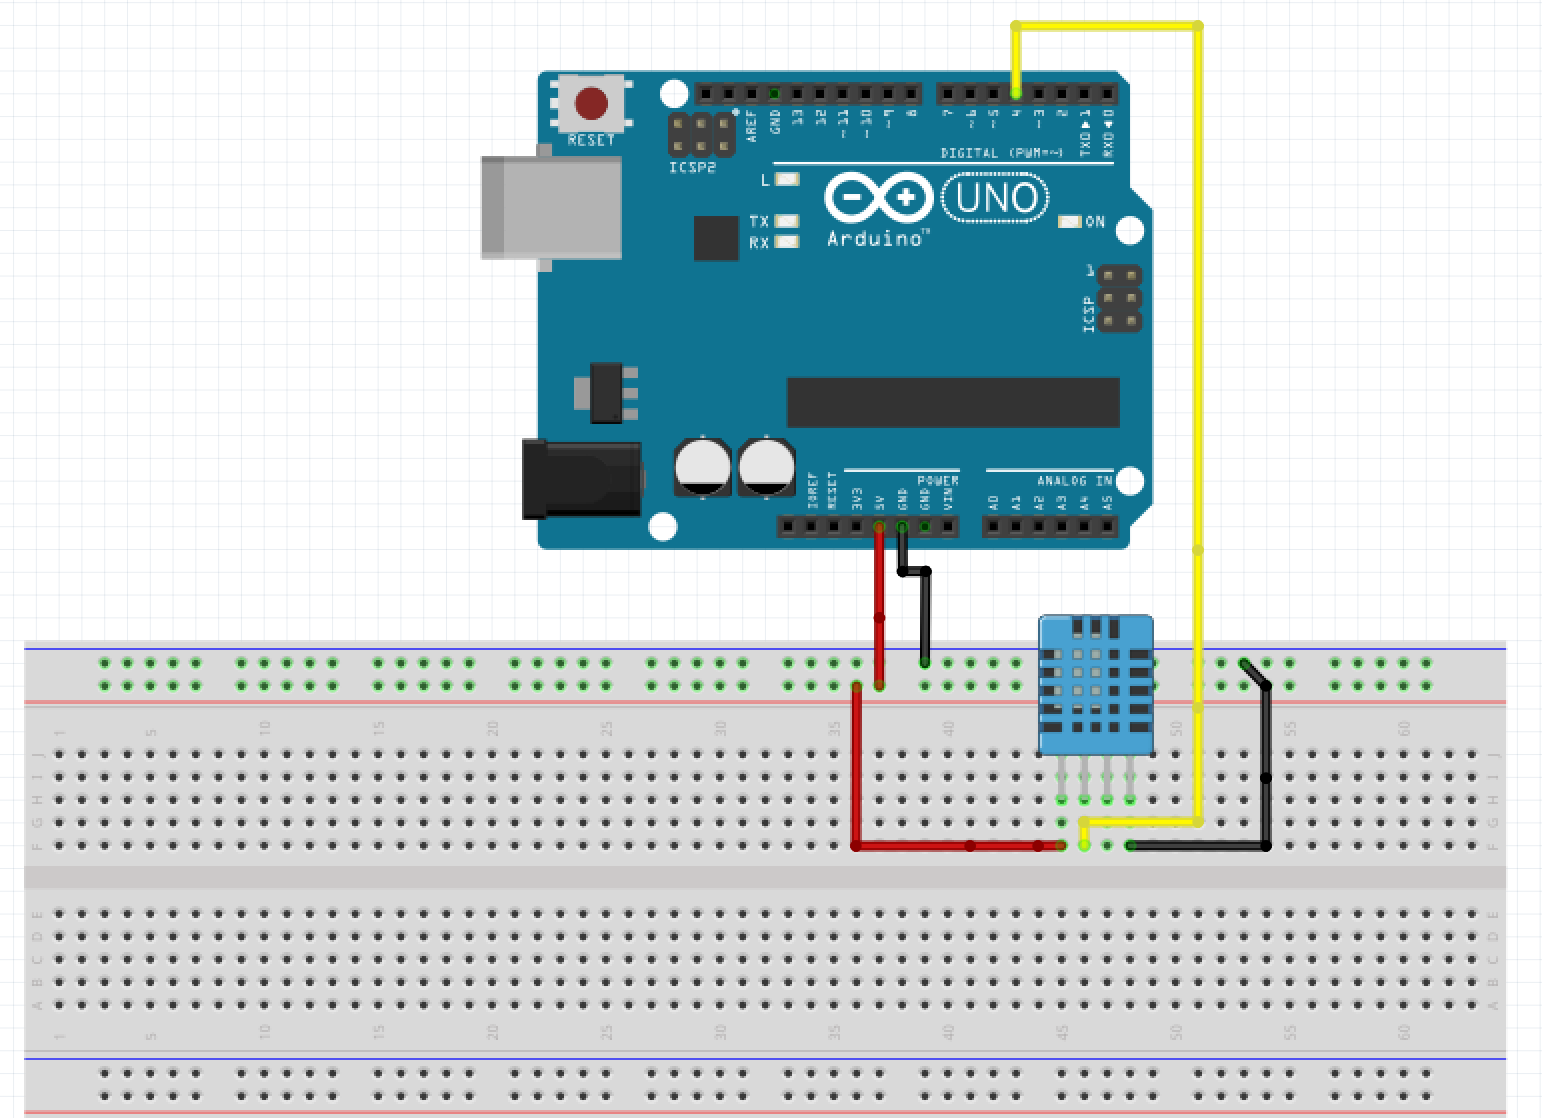 RESET
ICSP2
AREF
GND
13
12
~11
~10
~9
8
7
~6
~5
4
~3
2
TX0▶1
RX0◀0
DIGITAL (PWM=~)
L
TX
RX
UNO
Arduino™
ON
1
ICSP
IOREF
RESET
3V3
5V
GND
GND
VIN
POWER
A0
A1
A2
A3
A4
A5
ANALOG IN
1 5 10 15 20 25 30 35 40 50 55 60
J J
I I
H H
G G
F F
E E
D D
C C
B B
A A
1 5 10 15 20 25 30 35 40 45 50 55 60